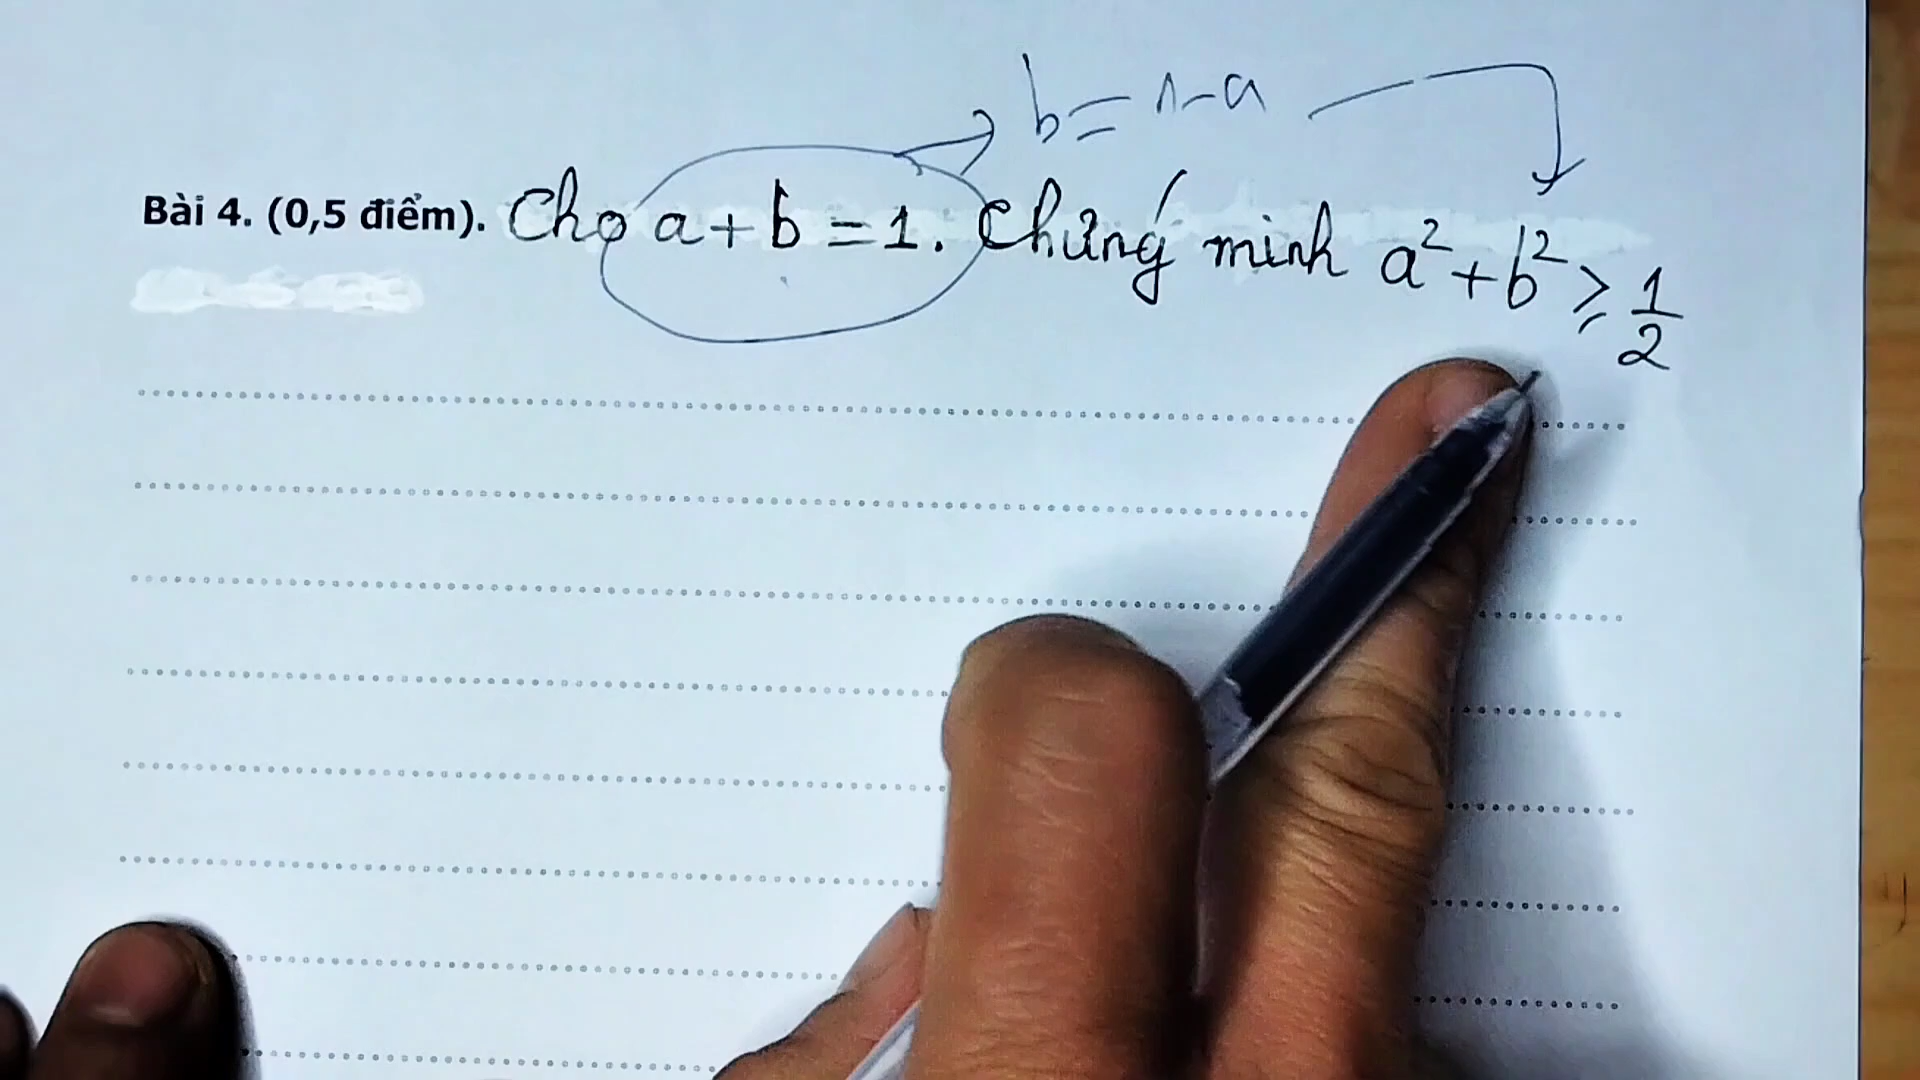 b = 1 - a
Bài 4. (0,5 điểm). Cho a + b = 1. Chứng minh a² + b² ≥ 1/2